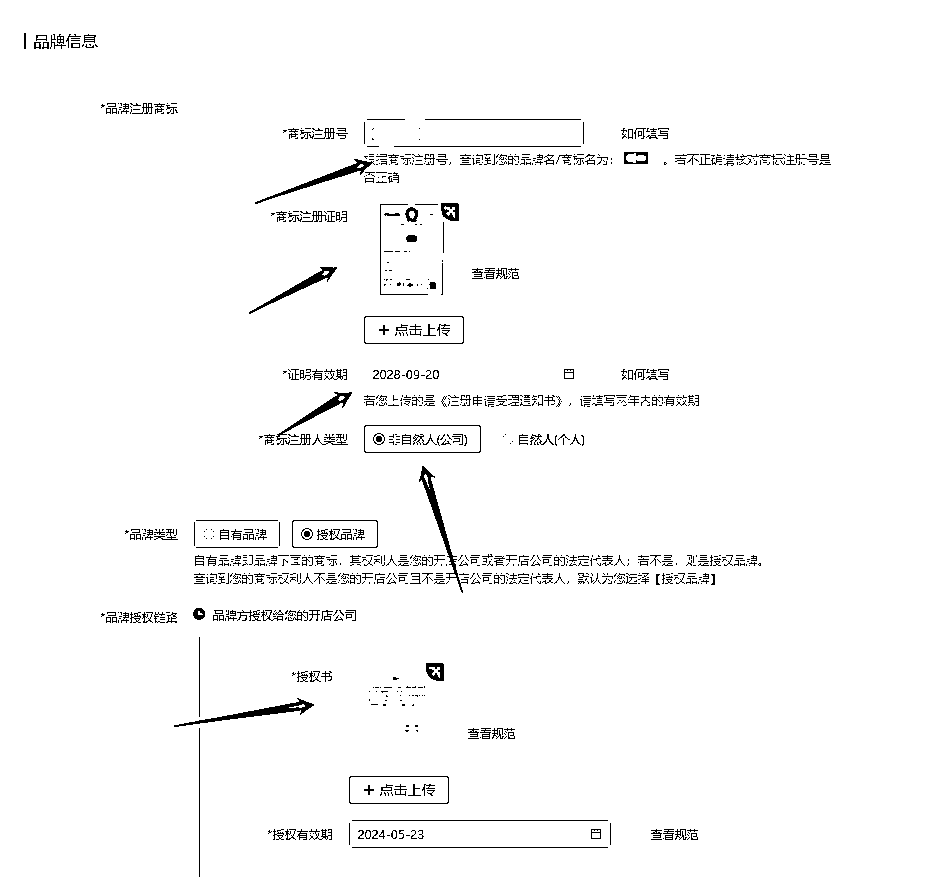 品牌信息
*品牌注册商标
*商标注册号
如何填写
根据商标注册号，查询到您的品牌名/商标名为：
。若不正确请核对商标注册号是
否正确
*商标注册证明
查看规范
+ 点击上传
*证明有效期
2028-09-20
如何填写
若您上传的是《注册申请受理通知书》，请填写两年内的有效期
*商标注册人类型
非自然人(公司)
自然人(个人)
*品牌类型
自有品牌
授权品牌
自有品牌即品牌下面的商标，其权利人是您的开店公司或者开店公司的法定代表人；若不是，则是授权品牌。
查询到您的商标权利人不是您的开店公司且不是开店公司的法定代表人，默认为您选择【授权品牌】
*品牌授权链路
品牌方授权给您的开店公司
*授权书
查看规范
+ 点击上传
*授权有效期
2024-05-23
查看规范